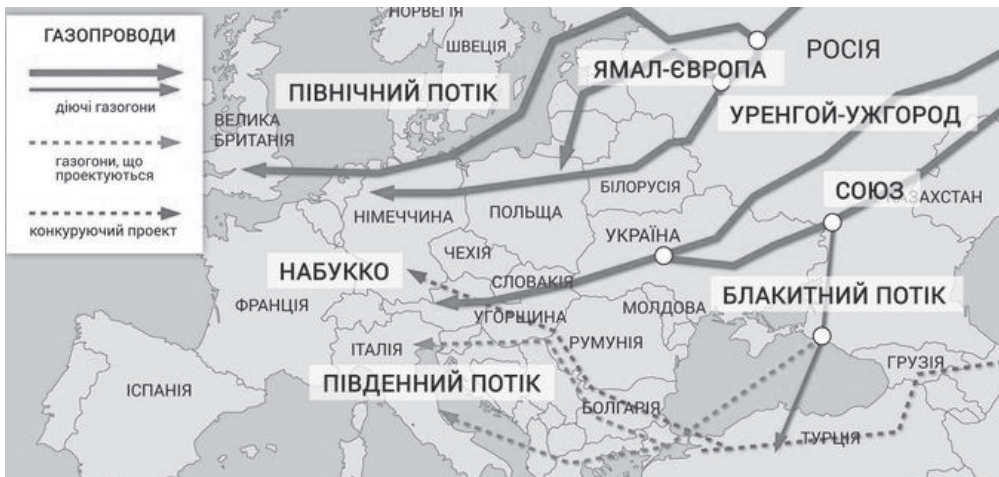 ГАЗОПРОВОДИ
діючі газогони
газогони, що
проектуються
конкуруючий проект
НОРВЕГІЯ
ШВЕЦІЯ
РОСІЯ
ЯМАЛ-ЄВРОПА
ПІВНІЧНИЙ ПОТІК
УРЕНГОЙ-УЖГОРОД
ВЕЛИКА
БРИТАНІЯ
БІЛОРУСІЯ
СОЮЗ
КАЗАХСТАН
НІМЕЧЧИНА
ПОЛЬЩА
УКРАЇНА
ЧЕХІЯ
НАБУККО
СЛОВАКІЯ
БЛАКИТНИЙ ПОТІК
ФРАНЦІЯ
УГОРЩИНА
МОЛДОВА
ІТАЛІЯ
РУМУНІЯ
ГРУЗІЯ
ПІВДЕННИЙ ПОТІК
ІСПАНІЯ
БОЛГАРІЯ
ТУРЦІЯ